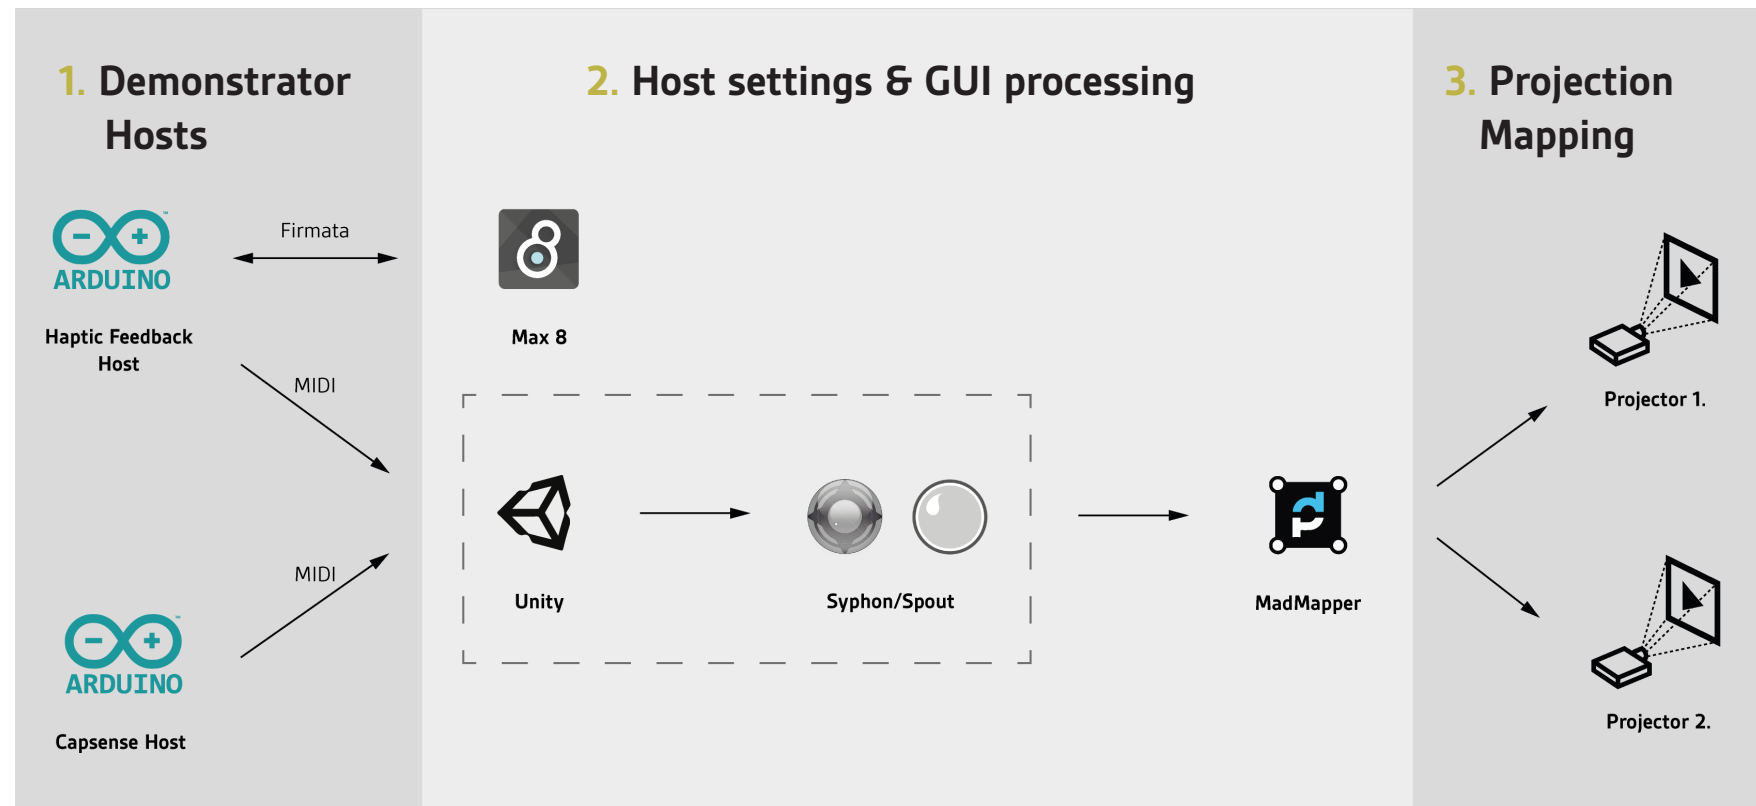 1. Demonstrator
Hosts
2. Host settings & GUI processing
3. Projection
Mapping
ARDUINO
Haptic Feedback
Host
Firmata
MIDI
MIDI
ARDUINO
Capsense Host
Max 8
Unity
Syphon/Spout
MadMapper
Projector 1.
Projector 2.